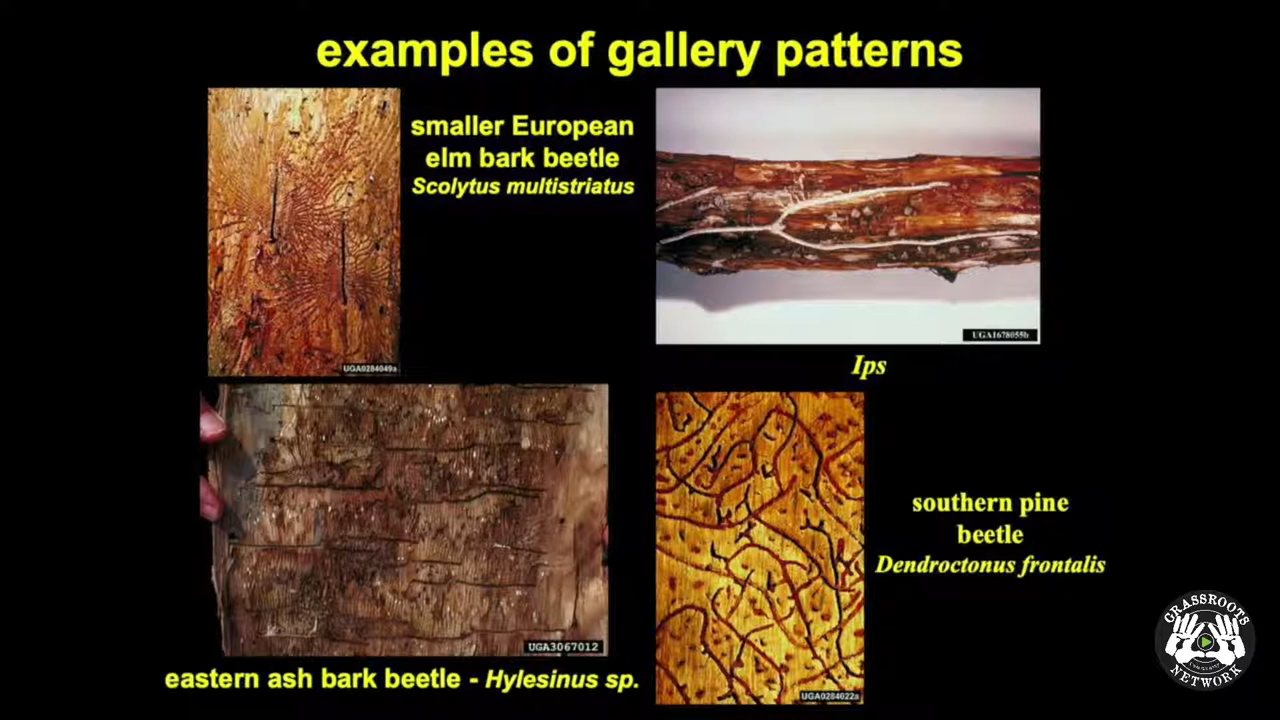 examples of gallery patterns
smaller European
elm bark beetle
Scolytus multistriatus
UGA0284049a
UGA1678055b
Ips
UGA3067012
eastern ash bark beetle - Hylesinus sp.
southern pine
beetle
Dendroctonus frontalis
UGA0284022a
GRASSROOTS
NETWORK